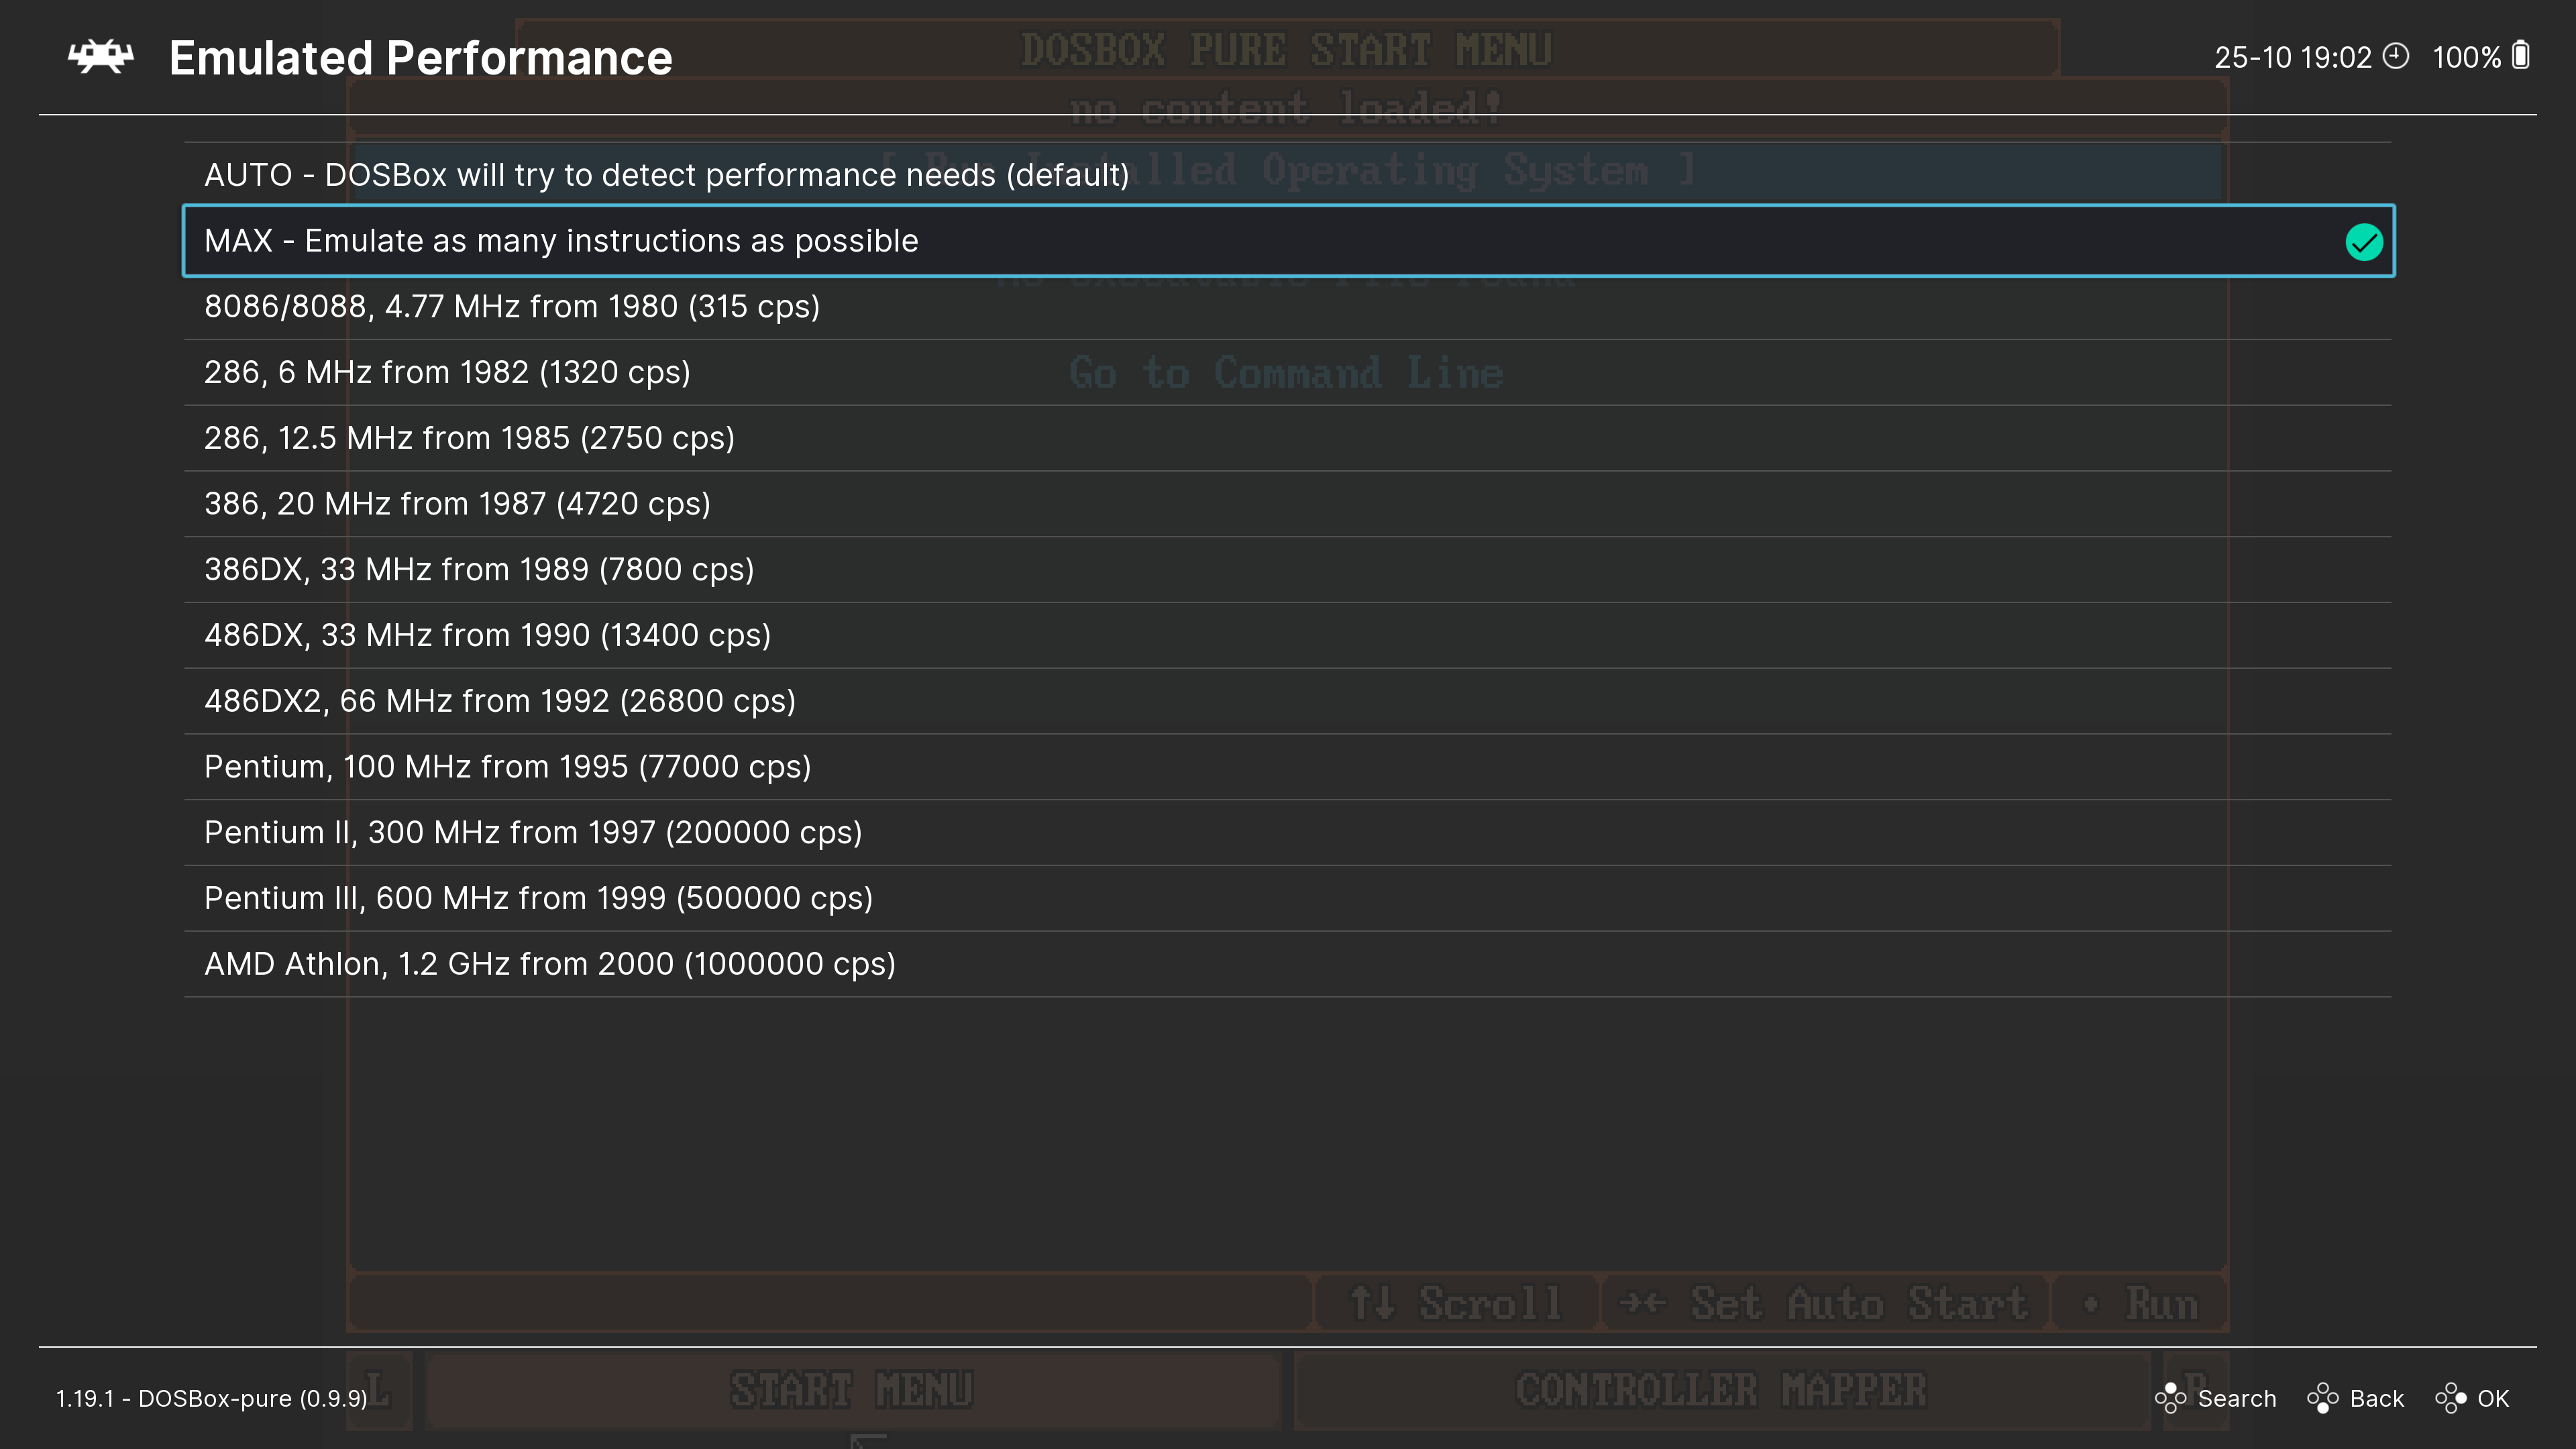 Emulated Performance
25-10 19:02 100%
DOSBOX PURE START MENU
no content loaded!
AUTO - DOSBox will try to detect performance needs (default)
[ Run Installed Operating System ]
MAX - Emulate as many instructions as possible
8086/8088, 4.77 MHz from 1980 (315 cps)
286, 6 MHz from 1982 (1320 cps)
Go to Command Line
286, 12.5 MHz from 1985 (2750 cps)
386, 20 MHz from 1987 (4720 cps)
386DX, 33 MHz from 1989 (7800 cps)
486DX, 33 MHz from 1990 (13400 cps)
486DX2, 66 MHz from 1992 (26800 cps)
Pentium, 100 MHz from 1995 (77000 cps)
Pentium II, 300 MHz from 1997 (200000 cps)
Pentium III, 600 MHz from 1999 (500000 cps)
AMD Athlon, 1.2 GHz from 2000 (1000000 cps)
↑↓ Scroll →← Set Auto Start • Run
L START MENU CONTROLLER MAPPER R
1.19.1 - DOSBox-pure (0.9.9) Search Back OK